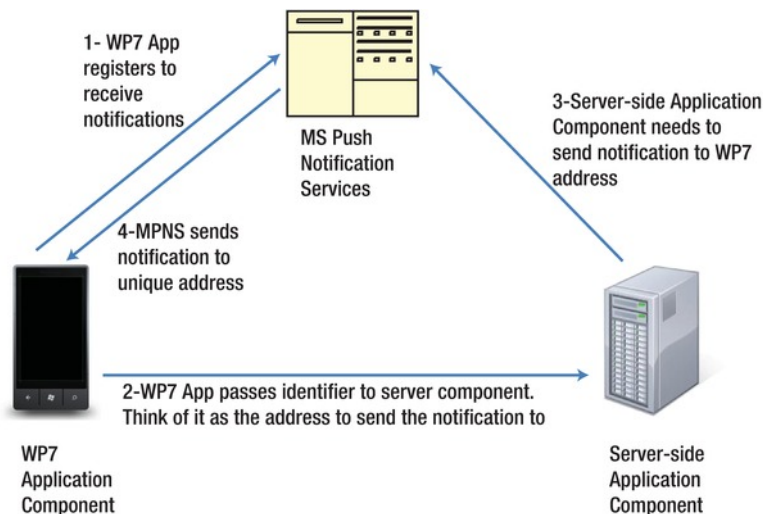 1- WP7 App
registers to
receive
notifications
MS Push
Notification
Services
3-Server-side Application
Component needs to
send notification to WP7
address
4-MPNS sends
notification to
unique address
2-WP7 App passes identifier to server component.
Think of it as the address to send the notification to
WP7
Application
Component
Server-side
Application
Component